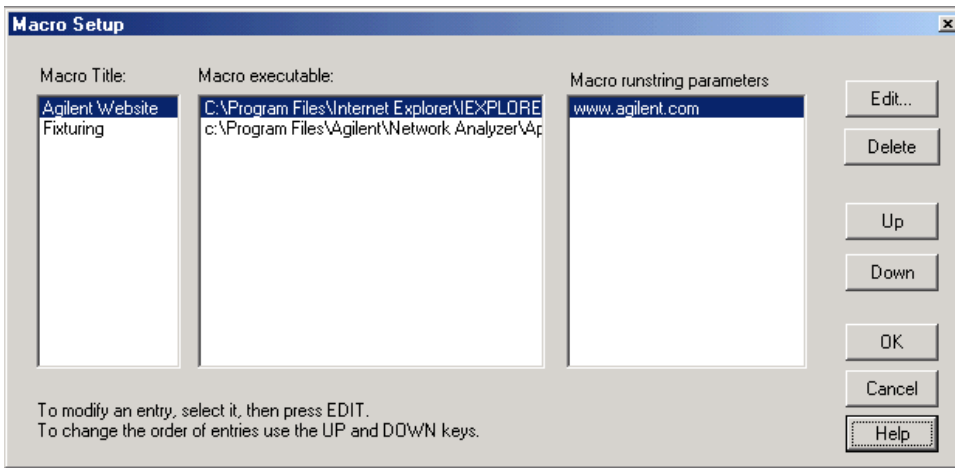 Macro Setup
Macro Title:
Macro executable:
Macro runstring parameters
Agilent Website
C:\Program Files\Internet Explorer\IEXPLORE
www.agilent.com
Fixturing
c:\Program Files\Agilent\Network Analyzer\Ap
Edit...
Delete
Up
Down
OK
Cancel
Help
To modify an entry, select it, then press EDIT.
To change the order of entries use the UP and DOWN keys.